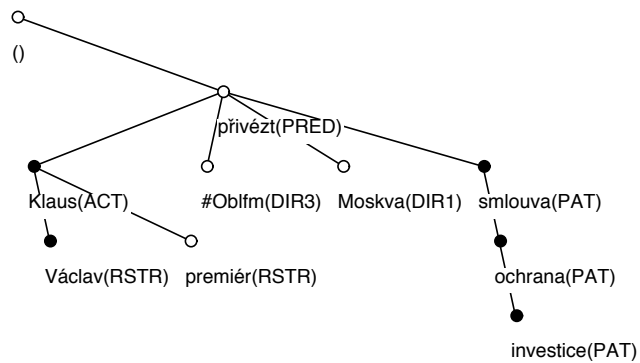 ()
přivézt(PRED)
Klaus(ACT) #Oblfm(DIR3) Moskva(DIR1) smlouva(PAT)
Václav(RSTR) premiér(RSTR) ochrana(PAT)
investice(PAT)